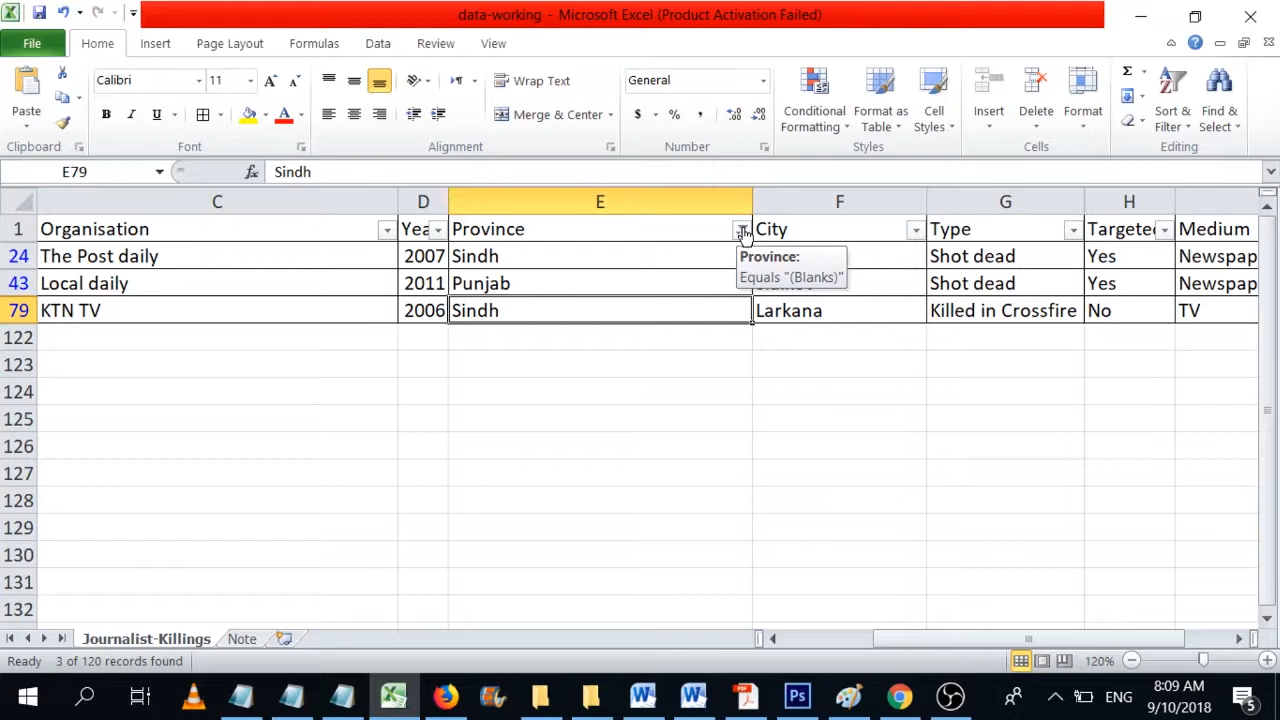 data-working - Microsoft Excel (Product Activation Failed)
File Home Insert Page Layout Formulas Data Review View
Calibri 11 Wrap Text General
Paste B I U Merge & Center $ % , Conditional Formatting Format as Table Cell Styles Insert Delete Format Sort & Filter Find & Select
Clipboard Font Alignment Number Styles Cells Editing
E79 fx Sindh
C D E F G H
1 Organisation Yea Province City Type Targete Medium
24 The Post daily 2007 Sindh Shot dead Yes Newspap
Province:
Equals "(Blanks)"
43 Local daily 2011 Punjab Shot dead Yes Newspap
79 KTN TV 2006 Sindh Larkana Killed in Crossfire No TV
122
123
124
125
126
127
128
129
130
131
132
Journalist-Killings Note
Ready 3 of 120 records found 120%
ENG 8:09 AM
9/10/2018 5